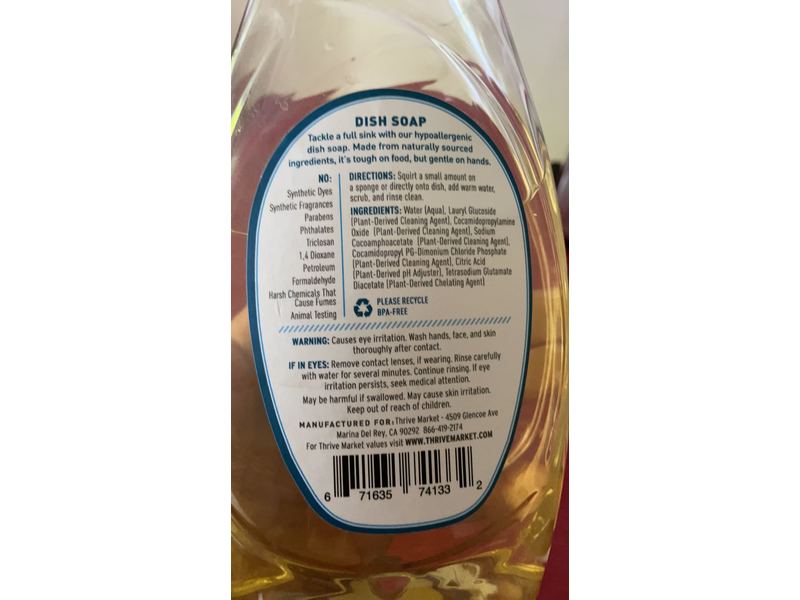 DISH SOAP
Tackle a full sink with our hypoallergenic
dish soap. Made from naturally sourced
ingredients, it's tough on food, but gentle on hands.
NO:
Synthetic Dyes
Synthetic Fragrances
Parabens
Phthalates
Triclosan
1,4 Dioxane
Petroleum
Formaldehyde
Harsh Chemicals That
Cause Fumes
Animal Testing
DIRECTIONS: Squirt a small amount on
a sponge or directly onto dish, add warm water,
scrub, and rinse clean.
INGREDIENTS: Water (Aqua), Lauryl Glucoside
(Plant-Derived Cleaning Agent), Cocamidopropylamine
Oxide (Plant-Derived Cleaning Agent), Sodium
Cocoamphoacetate (Plant-Derived Cleaning Agent),
Cocamidopropyl PG-Dimonium Chloride Phosphate
(Plant-Derived Cleaning Agent), Citric Acid
(Plant-Derived pH Adjuster), Tetrasodium Glutamate
Diacetate (Plant-Derived Chelating Agent)
PLEASE RECYCLE
BPA-FREE
WARNING: Causes eye irritation. Wash hands, face, and skin
thoroughly after contact.
IF IN EYES: Remove contact lenses, if wearing. Rinse carefully
with water for several minutes. Continue rinsing. If eye
irritation persists, seek medical attention.
May be harmful if swallowed. May cause skin irritation.
Keep out of reach of children.
MANUFACTURED FOR: Thrive Market - 4509 Glencoe Ave
Marina Del Rey, CA 90292 866-419-2174
For Thrive Market values visit WWW.THRIVEMARKET.COM
6 71635 74133 2